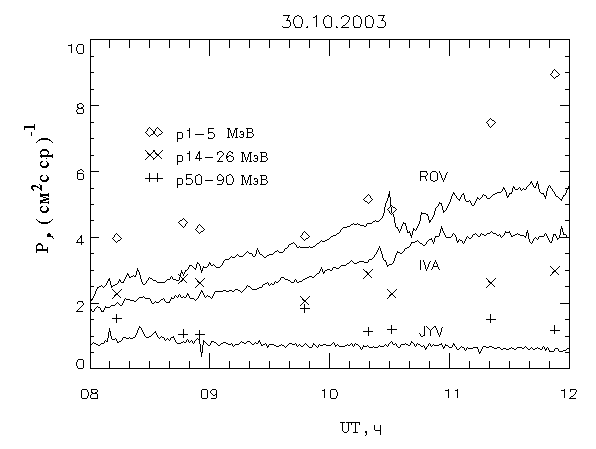 30.10.2003
10
8
6
4
2
0
P, (см²с ср)⁻¹
p1-5 МэВ
p14-26 МэВ
p50-90 МэВ
ROV
IVA
JYV
08 09 10 11 12
UT, ч